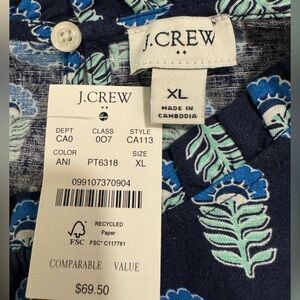 J.CREW
XL
MADE IN
CAMBODIA
J.CREW
DEPT CLASS STYLE
CA0 007 CA113
COLOR SIZE
ANI PT6318 XL
099107370904
FSC
RECYCLED
Paper
FSC® C117781
COMPARABLE VALUE
$69.50